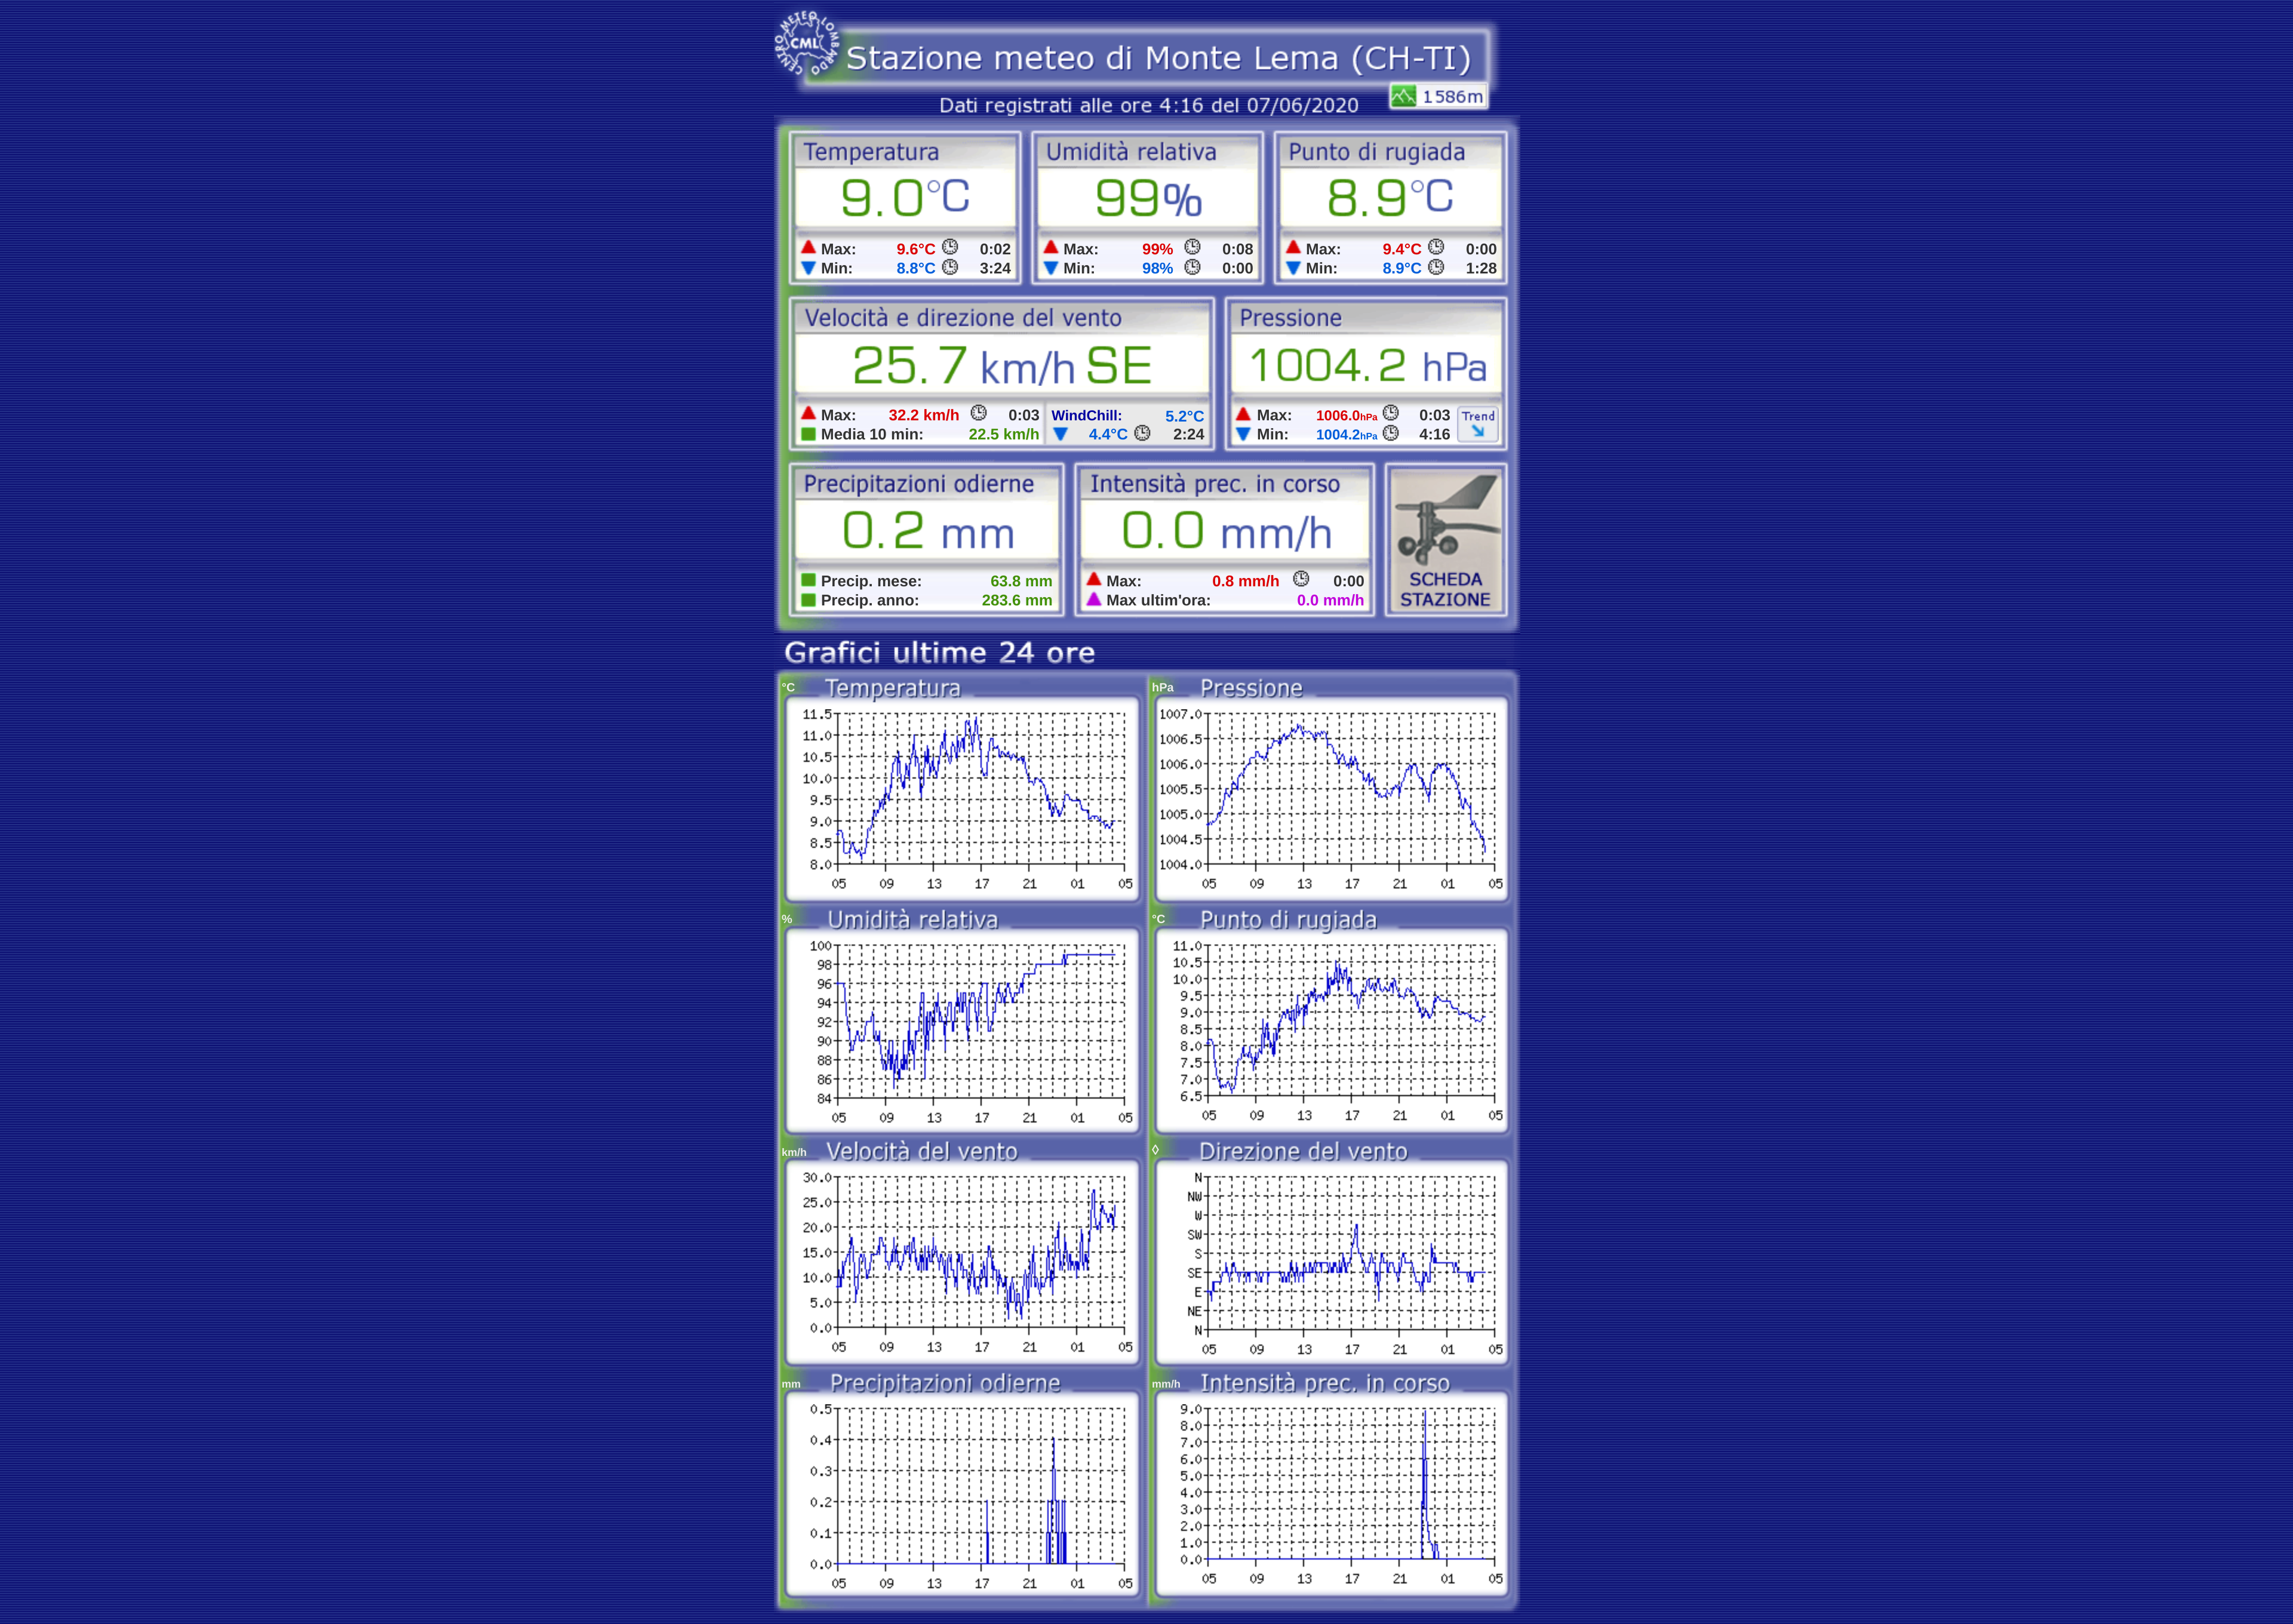 CENTRO METEO LOMBARDO
CML
Stazione meteo di Monte Lema (CH-TI)
Dati registrati alle ore 4:16 del 07/06/2020
1586m
Temperatura
9.0°C
Max: 9.6°C 0:02
Min: 8.8°C 3:24
Umidità relativa
99%
Max: 99% 0:08
Min: 98% 0:00
Punto di rugiada
8.9°C
Max: 9.4°C 0:00
Min: 8.9°C 1:28
Velocità e direzione del vento
25.7 km/h SE
Max: 32.2 km/h 0:03
Media 10 min: 22.5 km/h
WindChill: 5.2°C
4.4°C 2:24
Pressione
1004.2 hPa
Max: 1006.0hPa 0:03
Min: 1004.2hPa 4:16
Trend
Precipitazioni odierne
0.2 mm
Precip. mese: 63.8 mm
Precip. anno: 283.6 mm
Intensità prec. in corso
0.0 mm/h
Max: 0.8 mm/h 0:00
Max ultim'ora: 0.0 mm/h
SCHEDA
STAZIONE
Grafici ultime 24 ore
°C Temperatura
11.5
11.0
10.5
10.0
9.5
9.0
8.5
8.0
05 09 13 17 21 01 05
hPa Pressione
1007.0
1006.5
1006.0
1005.5
1005.0
1004.5
1004.0
05 09 13 17 21 01 05
% Umidità relativa
100
98
96
94
92
90
88
86
84
05 09 13 17 21 01 05
°C Punto di rugiada
11.0
10.5
10.0
9.5
9.0
8.5
8.0
7.5
7.0
6.5
05 09 13 17 21 01 05
km/h Velocità del vento
30.0
25.0
20.0
15.0
10.0
5.0
0.0
05 09 13 17 21 01 05
◊ Direzione del vento
N
NW
W
SW
S
SE
E
NE
N
05 09 13 17 21 01 05
mm Precipitazioni odierne
0.5
0.4
0.3
0.2
0.1
0.0
05 09 13 17 21 01 05
mm/h Intensità prec. in corso
9.0
8.0
7.0
6.0
5.0
4.0
3.0
2.0
1.0
0.0
05 09 13 17 21 01 05